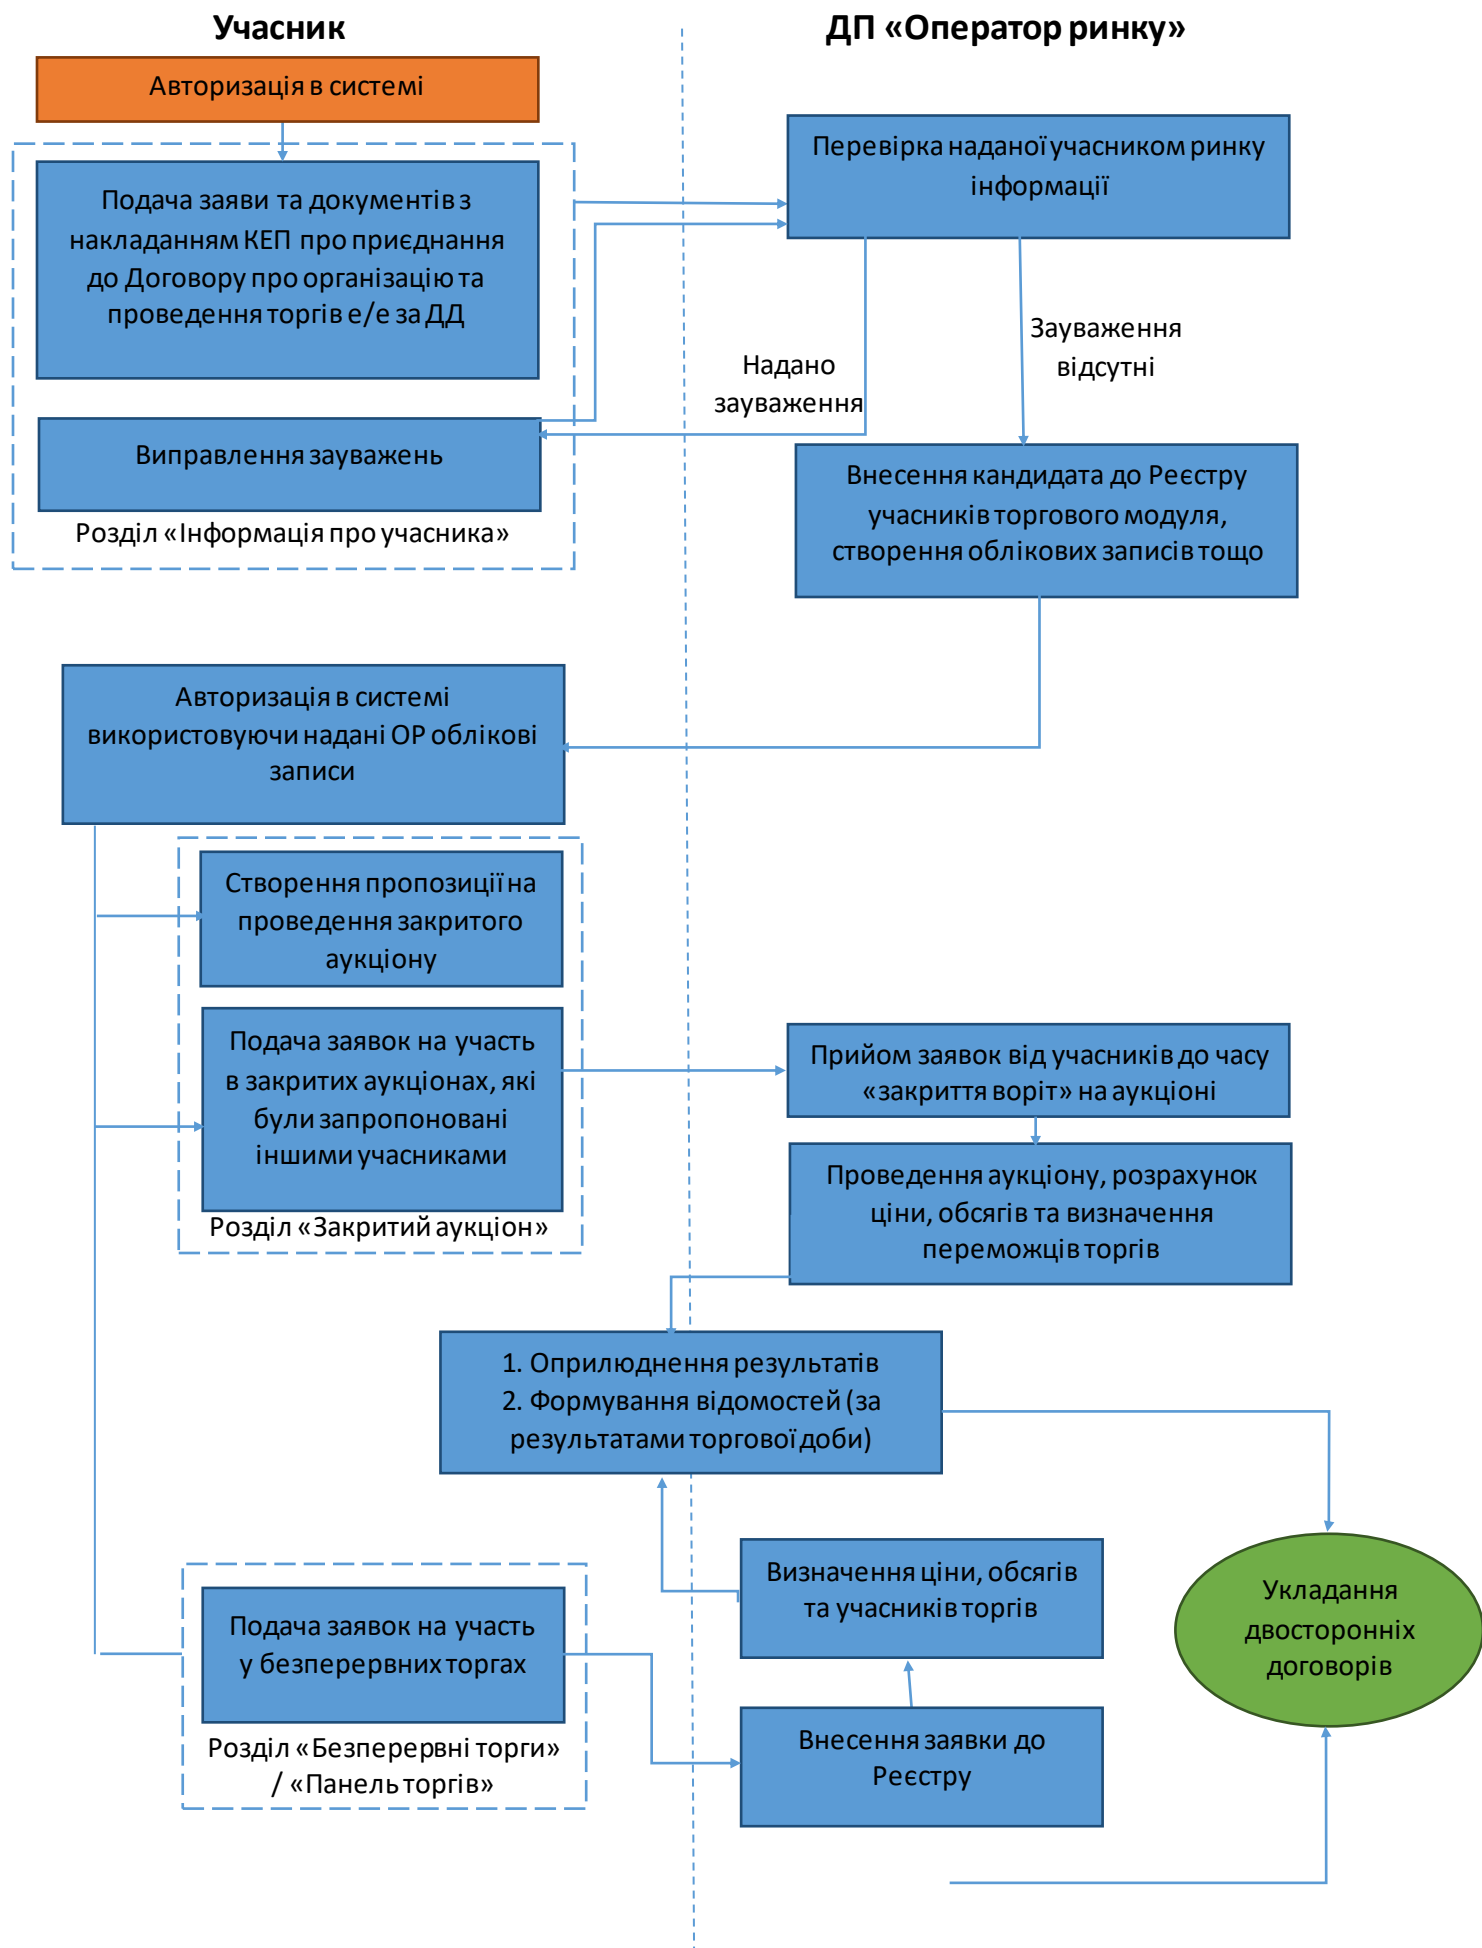 Учасник
ДП «Оператор ринку»
Авторизація в системі
Подача заяви та документів з
накладанням КЕП про приєднання
до Договору про організацію та
проведення торгів е/е за ДД
Перевірка наданої учасником ринку
інформації
Надано
зауваження
Зауваження
відсутні
Виправлення зауважень
Розділ «Інформація про учасника»
Внесення кандидата до Реєстру
учасників торгового модуля,
створення облікових записів тощо
Авторизація в системі
використовуючи надані ОР облікові
записи
Створення пропозиції на
проведення закритого
аукціону
Подача заявок на участь
в закритих аукціонах, які
були запропоновані
іншими учасниками
Розділ «Закритий аукціон»
Прийом заявок від учасників до часу
«закриття воріт» на аукціоні
Проведення аукціону, розрахунок
ціни, обсягів та визначення
переможців торгів
1. Оприлюднення результатів
2. Формування відомостей (за
результатами торгової доби)
Визначення ціни, обсягів
та учасників торгів
Укладання
двосторонніх
договорів
Подача заявок на участь
у безперервних торгах
Розділ «Безперервні торги»
/ «Панель торгів»
Внесення заявки до
Реєстру